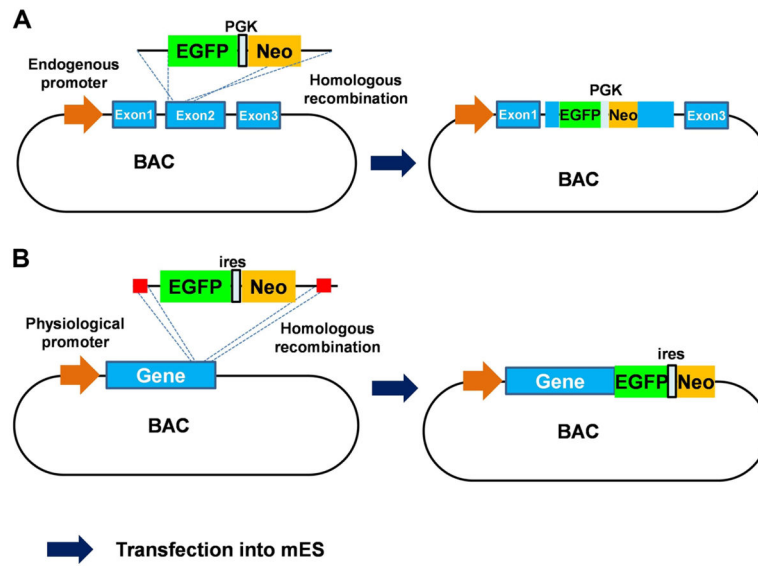 A
PGK
EGFP Neo
Endogenous
promoter
Homologous
recombination
Exon1 Exon2 Exon3
BAC
PGK
Exon1 EGFP Neo Exon3
BAC
B
ires
EGFP Neo
Physiological
promoter
Homologous
recombination
Gene
BAC
ires
Gene EGFP Neo
BAC
Transfection into mES